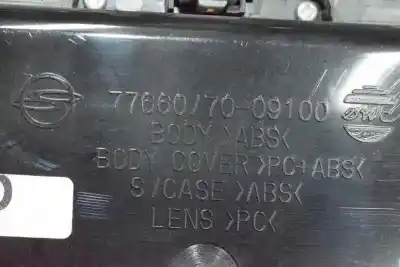 77660/70-09100
BODY >ABS<
BODY COVER >PC+ABS<
S/CASE >ABS<
LENS >PC<